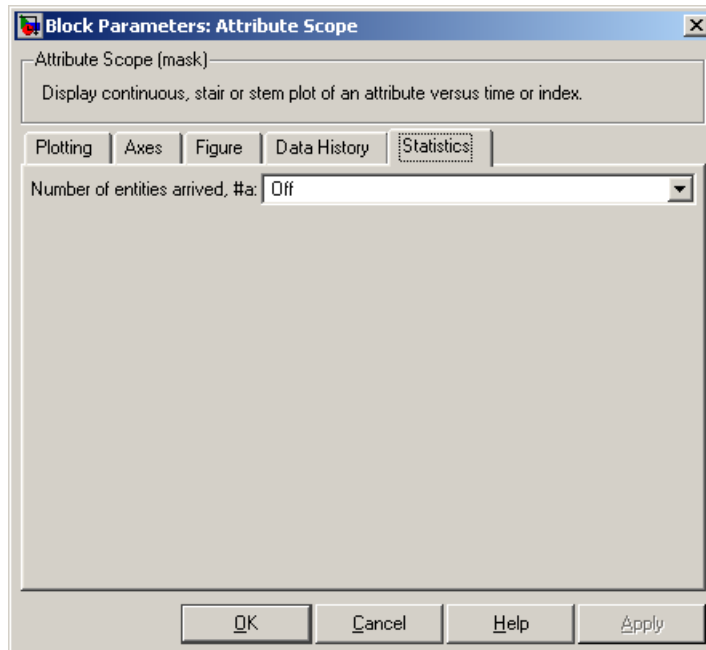 Block Parameters: Attribute Scope
Attribute Scope (mask)
Display continuous, stair or stem plot of an attribute versus time or index.
Plotting Axes Figure Data History Statistics
Number of entities arrived, #a: Off
OK Cancel Help Apply